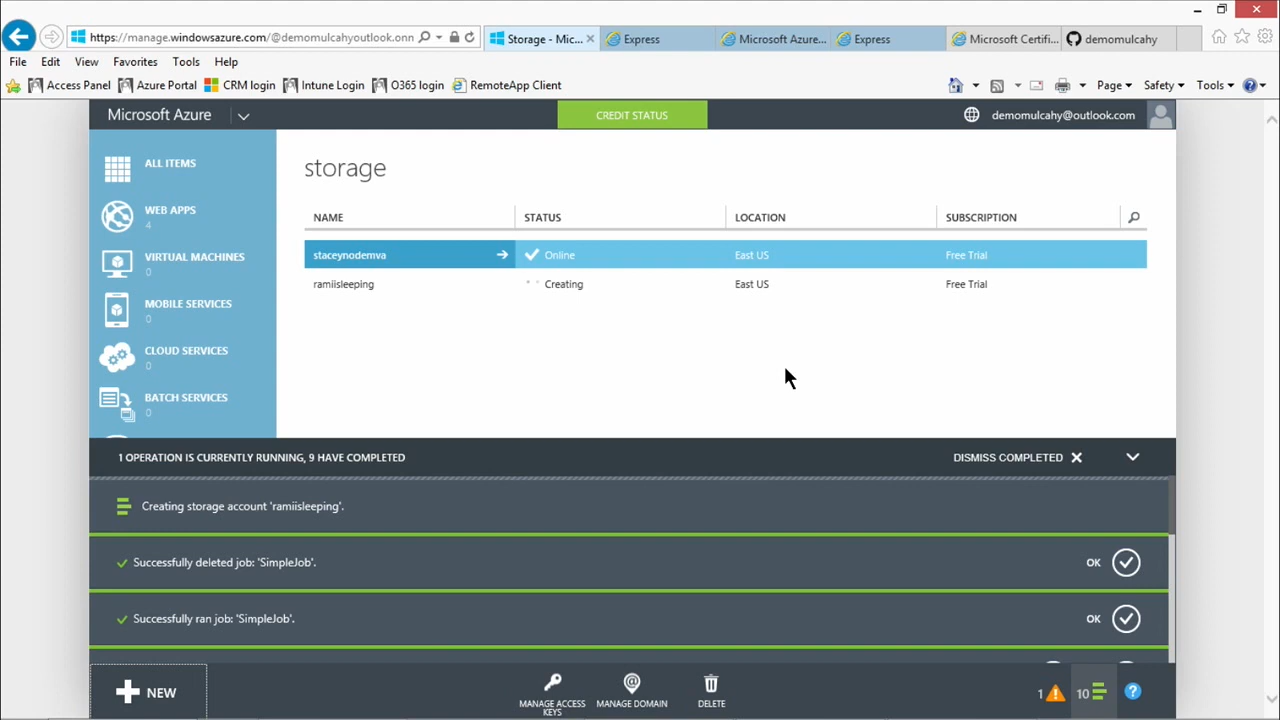 https://manage.windowsazure.com/@demomulcahyoutlook.onn
Storage - Mic...
Express
Microsoft Azure...
Express
Microsoft Certifi...
demomulcahy
File Edit View Favorites Tools Help
Access Panel Azure Portal CRM login Intune Login O365 login RemoteApp Client
Page Safety Tools
Microsoft Azure
CREDIT STATUS
demomulcahy@outlook.com
ALL ITEMS
WEB APPS
4
VIRTUAL MACHINES
0
MOBILE SERVICES
0
CLOUD SERVICES
0
BATCH SERVICES
0
storage
NAME STATUS LOCATION SUBSCRIPTION
staceynodemva Online East US Free Trial
ramiisleeping Creating East US Free Trial
1 OPERATION IS CURRENTLY RUNNING, 9 HAVE COMPLETED
DISMISS COMPLETED
Creating storage account 'ramiisleeping'.
Successfully deleted job: 'SimpleJob'.
OK
Successfully ran job: 'SimpleJob'.
OK
NEW
MANAGE ACCESS
KEYS
MANAGE DOMAIN
DELETE
1
10
?